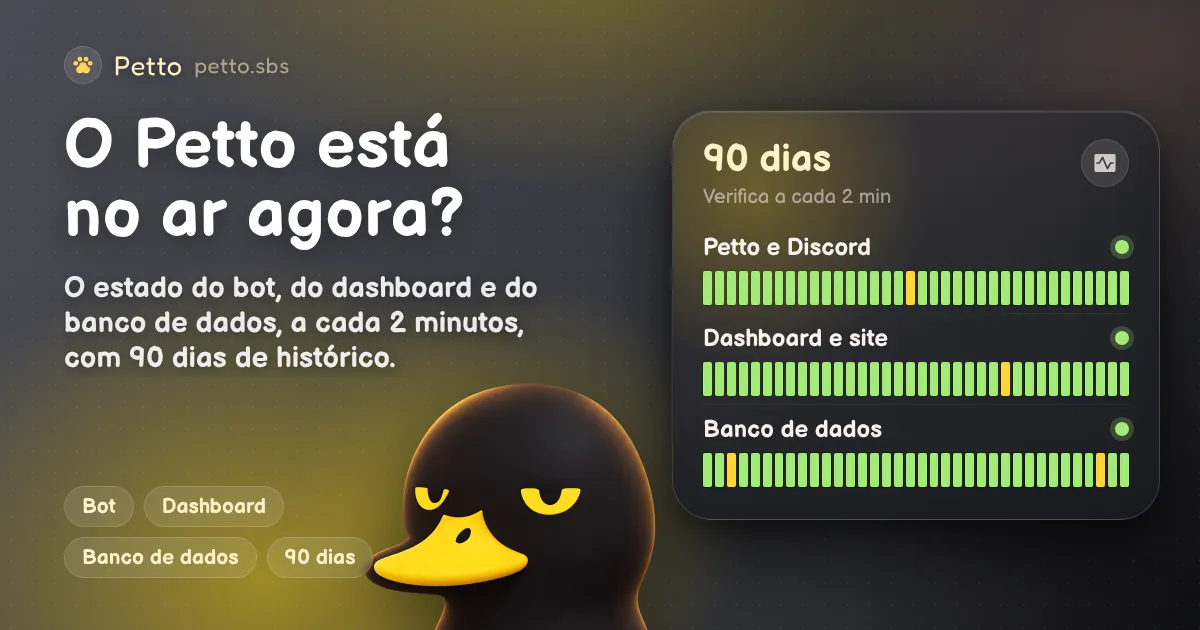 Petto petto.sbs
O Petto está
no ar agora?
O estado do bot, do dashboard e do
banco de dados, a cada 2 minutos,
com 90 dias de histórico.
Bot Dashboard
Banco de dados 90 dias
90 dias
Verifica a cada 2 min
Petto e Discord
Dashboard e site
Banco de dados